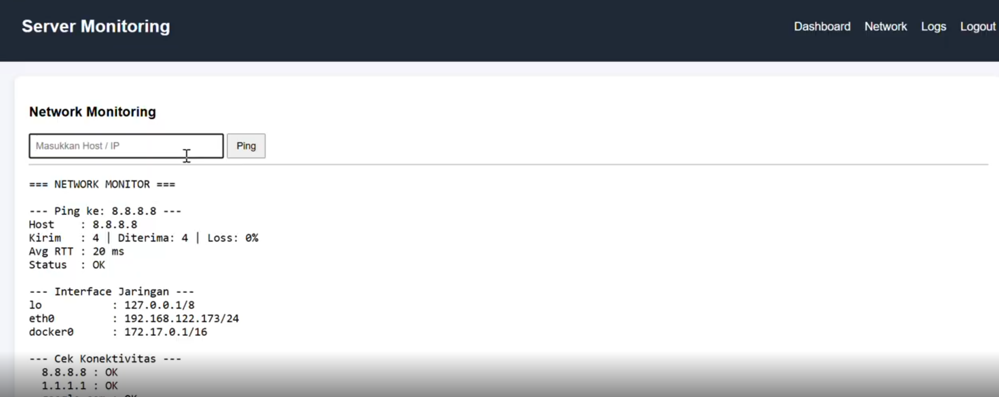 Server Monitoring
Dashboard Network Logs Logout
Network Monitoring
Masukkan Host / IP
Ping
=== NETWORK MONITOR ===
--- Ping ke: 8.8.8.8 ---
Host : 8.8.8.8
Kirim : 4 | Diterima: 4 | Loss: 0%
Avg RTT : 20 ms
Status : OK
--- Interface Jaringan ---
lo : 127.0.0.1/8
eth0 : 192.168.122.173/24
docker0 : 172.17.0.1/16
--- Cek Konektivitas ---
8.8.8.8 : OK
1.1.1.1 : OK